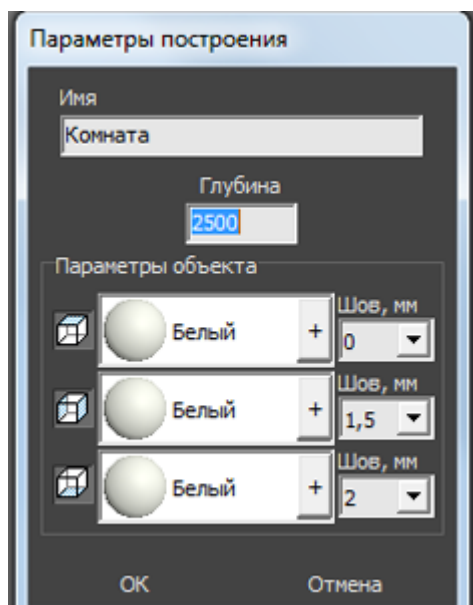 Параметры построения
Имя
Комната
Глубина
2500
Параметры объекта
Шов, мм
Белый + 0
Шов, мм
Белый + 1,5
Шов, мм
Белый + 2
ОК Отмена